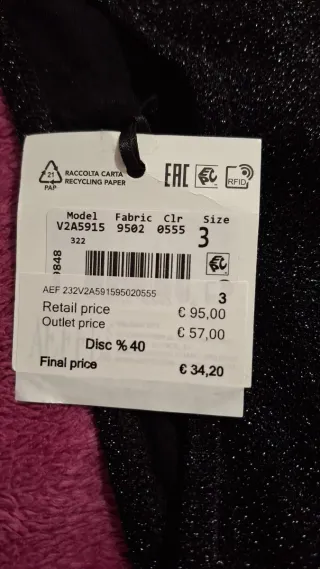 21
PAP
RACCOLTA CARTA
RECYCLING PAPER
EAC
RFID
Model Fabric Clr Size
V2A5915 9502 0555 3
322
9848
AEF 232V2A591595020555 3
Retail price € 95,00
Outlet price € 57,00
Disc % 40
Final price € 34,20